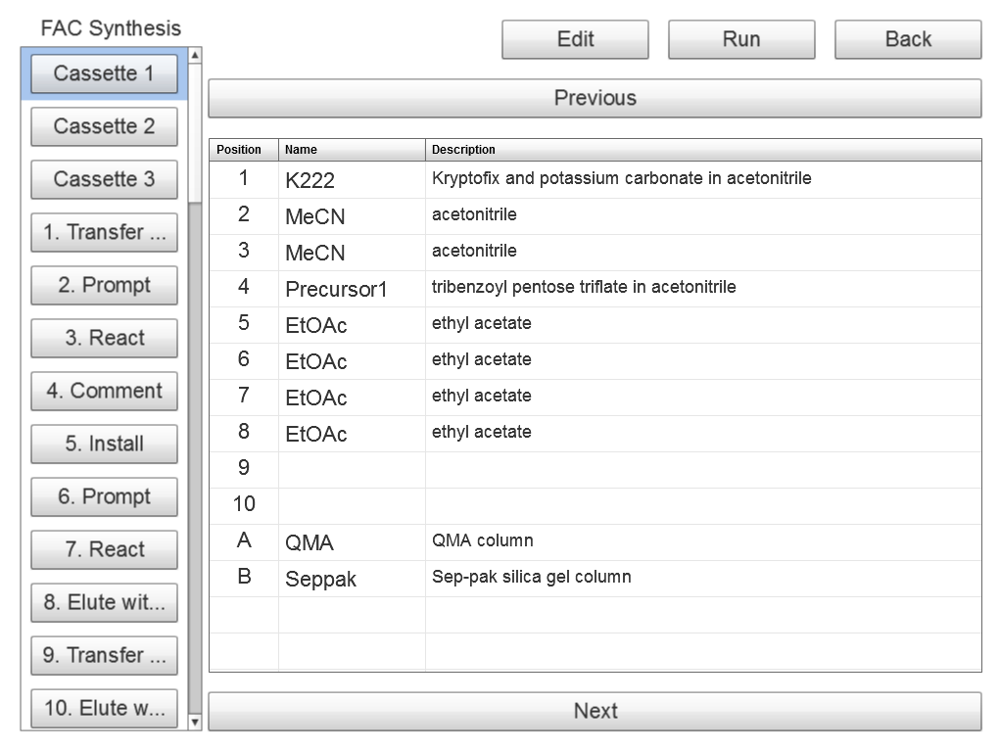 FAC Synthesis
Edit
Run
Back
Cassette 1
Cassette 2
Cassette 3
1. Transfer ...
2. Prompt
3. React
4. Comment
5. Install
6. Prompt
7. React
8. Elute wit...
9. Transfer ...
10. Elute w...
Previous
Position Name Description
1 K222 Kryptofix and potassium carbonate in acetonitrile
2 MeCN acetonitrile
3 MeCN acetonitrile
4 Precursor1 tribenzoyl pentose triflate in acetonitrile
5 EtOAc ethyl acetate
6 EtOAc ethyl acetate
7 EtOAc ethyl acetate
8 EtOAc ethyl acetate
9
10
A QMA QMA column
B Seppak Sep-pak silica gel column
Next